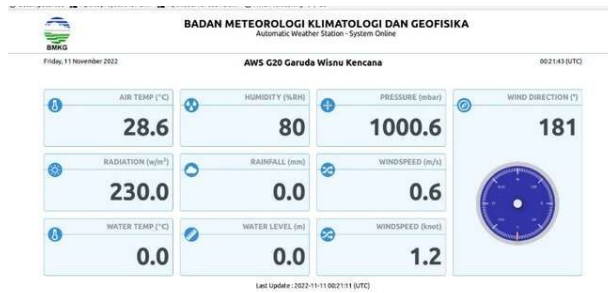 BADAN METEOROLOGI KLIMATOLOGI DAN GEOFISIKA
Automatic Weather Station - System Online
BMKG
Friday, 11 November 2022
AWS G20 Garuda Wisnu Kencana
00:21:43 (UTC)
AIR TEMP (°C)
28.6
HUMIDITY (%RH)
80
PRESSURE (mbar)
1000.6
WIND DIRECTION (°)
181
RADIATION (w/m²)
230.0
RAINFALL (mm)
0.0
WINDSPEED (m/s)
0.6
WATER TEMP (°C)
0.0
WATER LEVEL (m)
0.0
WINDSPEED (knot)
1.2
Last Update : 2022-11-11 00:21:11 (UTC)